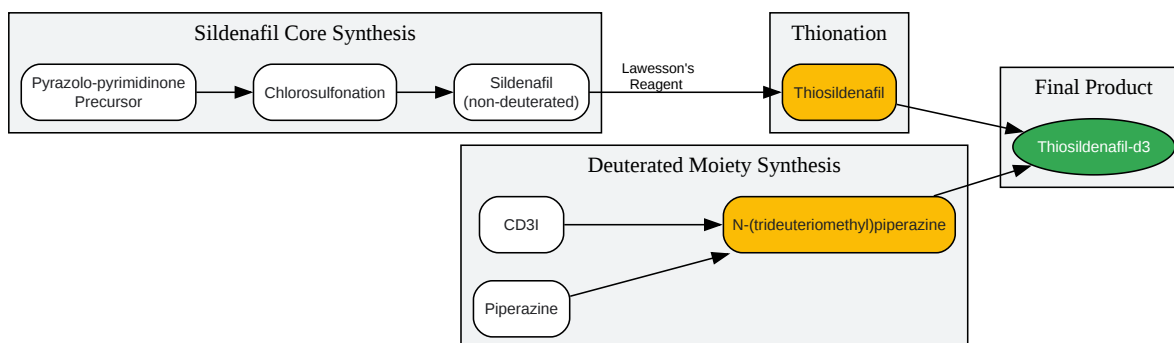 Sildenafil Core Synthesis
Pyrazolo-pyrimidinone
Precursor
Chlorosulfonation
Sildenafil
(non-deuterated)
Lawesson's
Reagent
Thionation
Thiosildenafil
Final Product
Thiosildenafil-d3
Deuterated Moiety Synthesis
CD3I
N-(trideuteriomethyl)piperazine
Piperazine